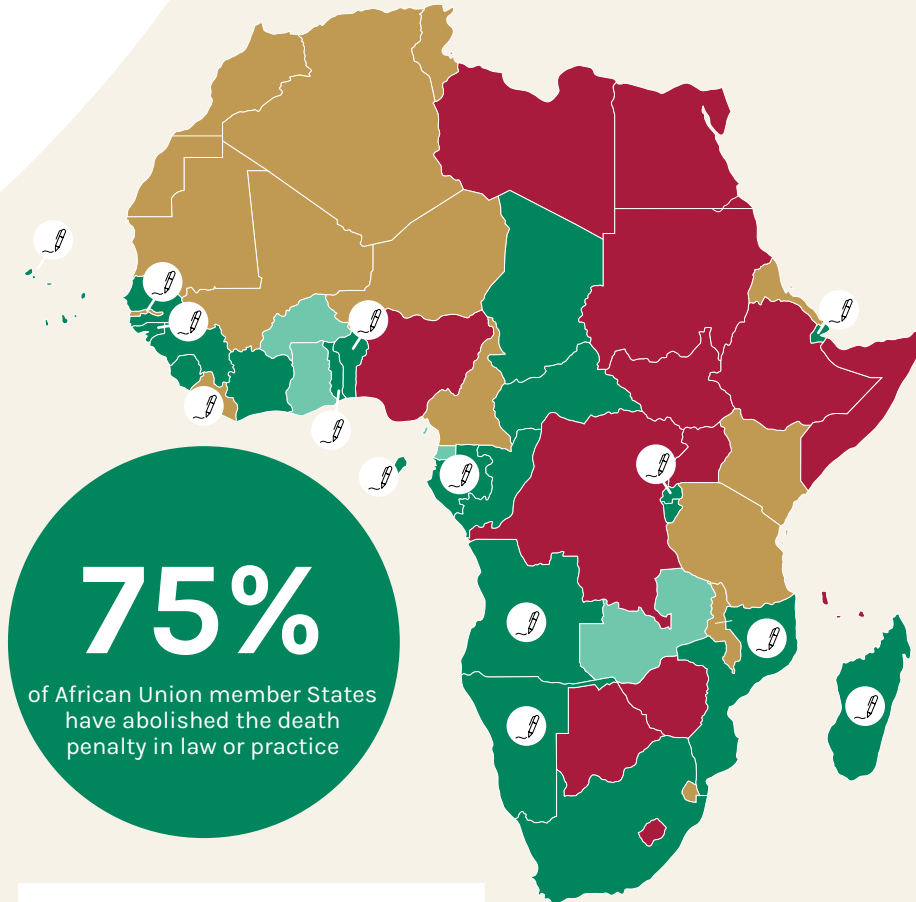 75%
of African Union member States
have abolished the death
penalty in law or practice